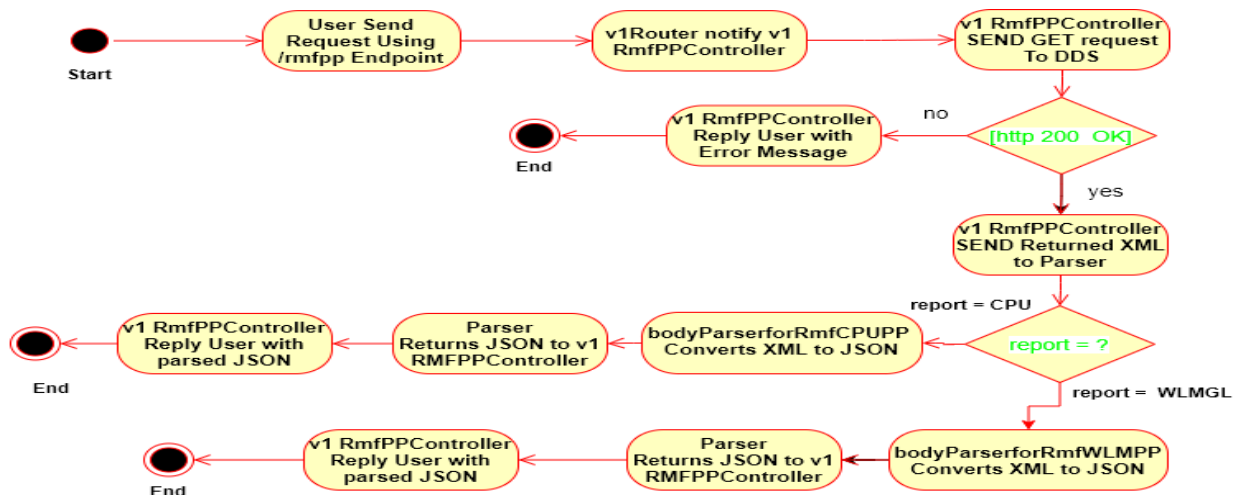 User Send
Request Using
/rmfpp Endpoint
v1Router notify v1
RmfPPController
v1 RmfPPController
SEND GET request
To DDS
Start
no
[http 200  OK]
v1 RmfPPController
Reply User with
Error Message
End
yes
v1 RmfPPController
SEND Returned XML
to Parser
report = CPU
report = ?
bodyParserforRmfCPUPP
Converts XML to JSON
Parser
Returns JSON to v1
RMFPPController
v1 RmfPPController
Reply User with
parsed JSON
End
report =  WLMGL
bodyParserforRmfWLMPP
Converts XML to JSON
Parser
Returns JSON to v1
RMFPPController
v1 RmfPPController
Reply User with
parsed JSON
End